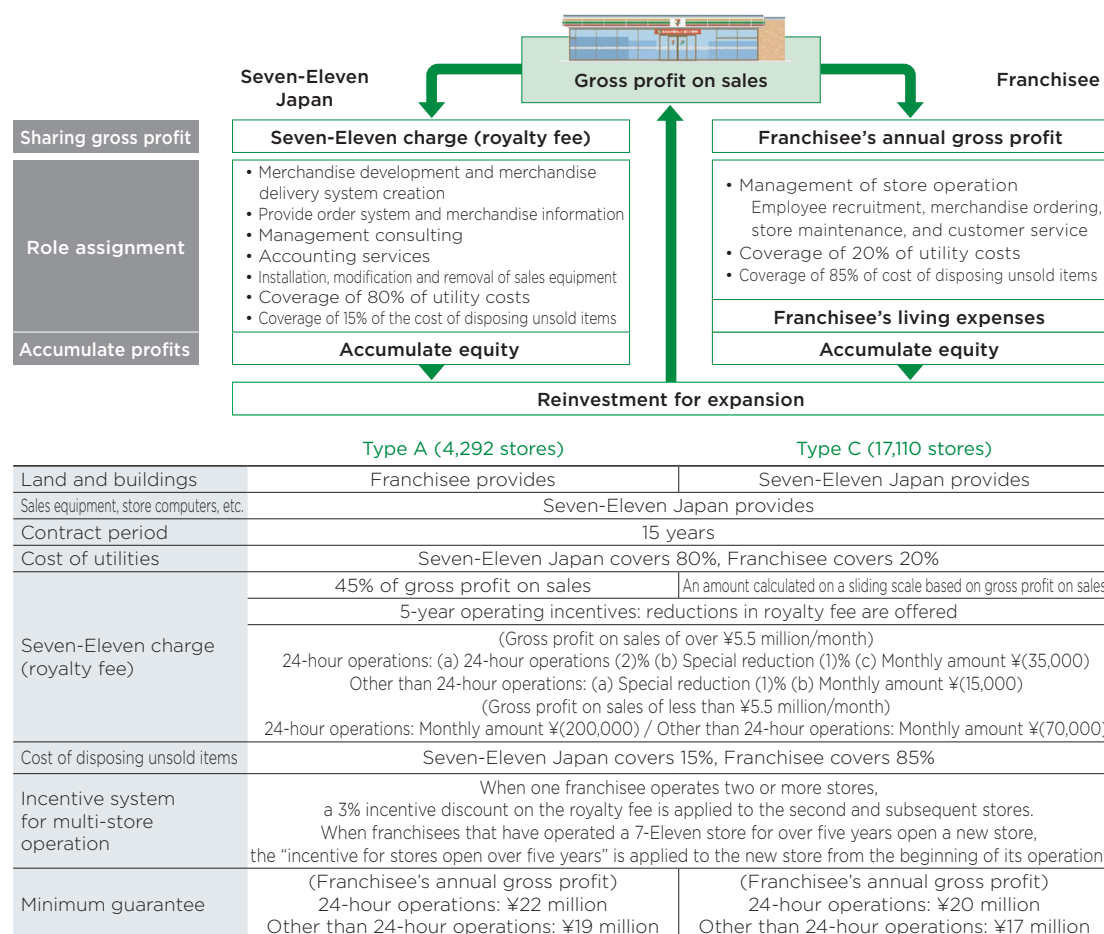 Seven-Eleven
Japan
7
Gross profit on sales
Franchisee
Sharing gross profit
Seven-Eleven charge (royalty fee)
Franchisee's annual gross profit
Role assignment
• Merchandise development and merchandise
delivery system creation
• Provide order system and merchandise information
• Management consulting
• Accounting services
• Installation, modification and removal of sales equipment
• Coverage of 80% of utility costs
• Coverage of 15% of the cost of disposing unsold items
• Management of store operation
Employee recruitment, merchandise ordering,
store maintenance, and customer service
• Coverage of 20% of utility costs
• Coverage of 85% of cost of disposing unsold items
Franchisee's living expenses
Accumulate profits
Accumulate equity
Accumulate equity
Reinvestment for expansion
Type A (4,292 stores)
Type C (17,110 stores)
Land and buildings
Franchisee provides
Seven-Eleven Japan provides
Sales equipment, store computers, etc.
Seven-Eleven Japan provides
Contract period
15 years
Cost of utilities
Seven-Eleven Japan covers 80%, Franchisee covers 20%
Seven-Eleven charge
(royalty fee)
45% of gross profit on sales
An amount calculated on a sliding scale based on gross profit on sales
5-year operating incentives: reductions in royalty fee are offered
(Gross profit on sales of over ¥5.5 million/month)
24-hour operations: (a) 24-hour operations (2)% (b) Special reduction (1)% (c) Monthly amount ¥(35,000)
Other than 24-hour operations: (a) Special reduction (1)% (b) Monthly amount ¥(15,000)
(Gross profit on sales of less than ¥5.5 million/month)
24-hour operations: Monthly amount ¥(200,000) / Other than 24-hour operations: Monthly amount ¥(70,000)
Cost of disposing unsold items
Seven-Eleven Japan covers 15%, Franchisee covers 85%
Incentive system
for multi-store
operation
When one franchisee operates two or more stores,
a 3% incentive discount on the royalty fee is applied to the second and subsequent stores.
When franchisees that have operated a 7-Eleven store for over five years open a new store,
the "incentive for stores open over five years" is applied to the new store from the beginning of its operation
Minimum guarantee
(Franchisee's annual gross profit)
24-hour operations: ¥22 million
Other than 24-hour operations: ¥19 million
(Franchisee's annual gross profit)
24-hour operations: ¥20 million
Other than 24-hour operations: ¥17 million